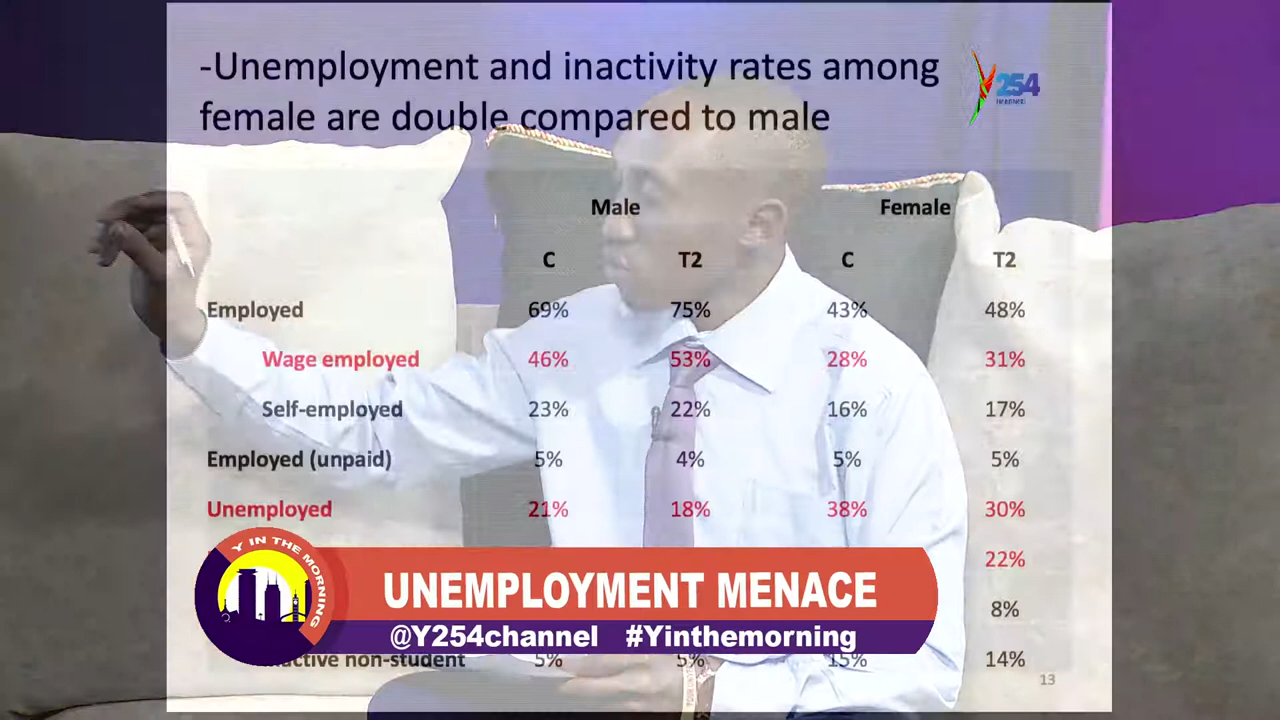 -Unemployment and inactivity rates among
female are double compared to male
254
Male Female
C T2 C T2
Employed 69% 75% 43% 48%
Wage employed 46% 53% 28% 31%
Self-employed 23% 22% 16% 17%
Employed (unpaid) 5% 4% 5% 5%
Unemployed 21% 18% 38% 30%
22%
8%
non-student 5% 5% 15% 14%
13
Y IN THE MORNING
UNEMPLOYMENT MENACE
@Y254channel #Yinthemorning